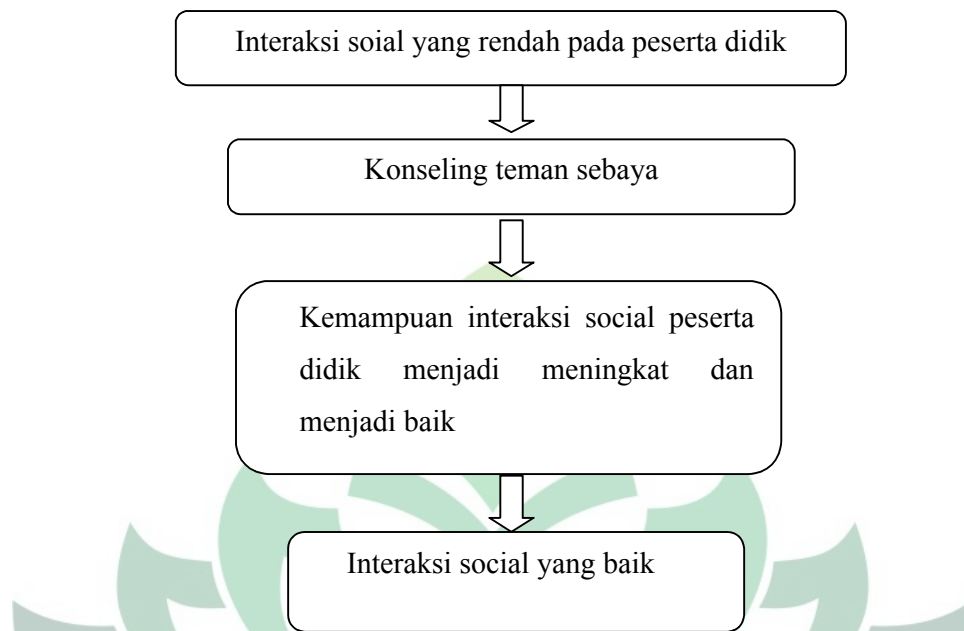 Interaksi soial yang rendah pada peserta didik
Konseling teman sebaya
Kemampuan interaksi social peserta
didik menjadi meningkat dan
menjadi baik
Interaksi social yang baik